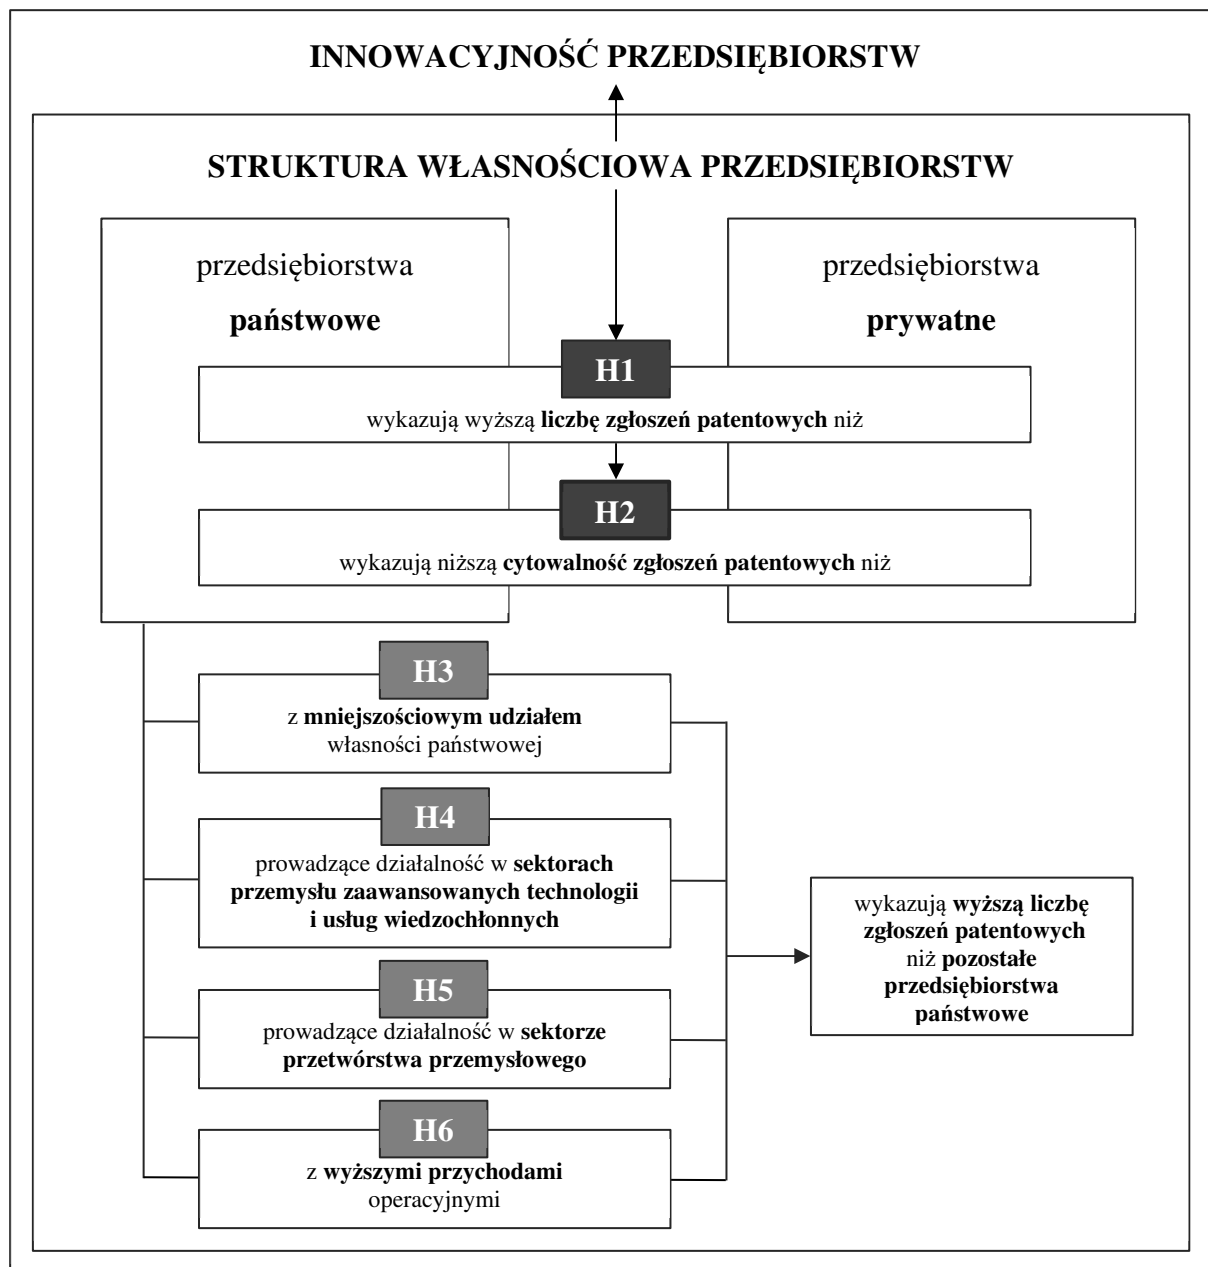 INNOWACYJNOŚĆ PRZEDSIĘBIORSTW
STRUKTURA WŁASNOŚCIOWA PRZEDSIĘBIORSTW
przedsiębiorstwa
państwowe
przedsiębiorstwa
prywatne
H1
wykazują wyższą liczbę zgłoszeń patentowych niż
H2
wykazują niższą cytowalność zgłoszeń patentowych niż
H3
z mniejszościowym udziałem
własności państwowej
H4
prowadzące działalność w sektorach
przemysłu zaawansowanych technologii
i usług wiedzochłonnych
H5
prowadzące działalność w sektorze
przetwórstwa przemysłowego
H6
z wyższymi przychodami
operacyjnymi
wykazują wyższą liczbę
zgłoszeń patentowych
niż pozostałe
przedsiębiorstwa
państwowe